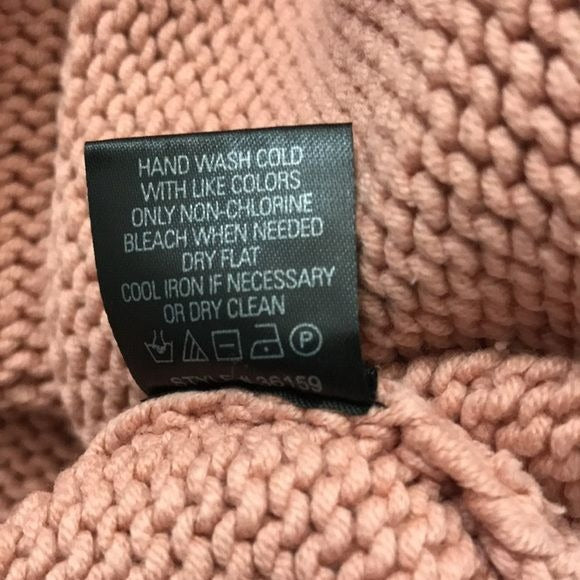 HAND WASH COLD
WITH LIKE COLORS
ONLY NON-CHLORINE
BLEACH WHEN NEEDED
DRY FLAT
COOL IRON IF NECESSARY
OR DRY CLEAN
P
36159